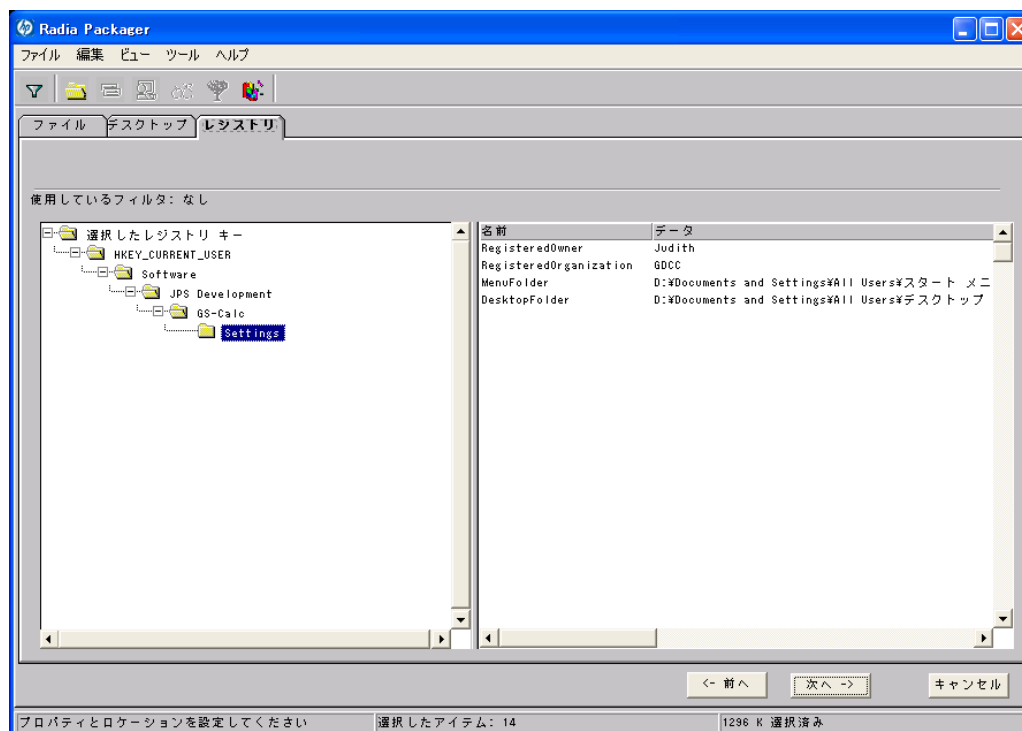 Radia Packager
ファイル 編集 ビュー ツール ヘルプ
ファイル デスクトップ レジストリ
使用しているフィルタ: なし
選択したレジストリ キー
HKEY_CURRENT_USER
Software
JPS Development
GS-Calc
Settings
名前 データ
RegisteredOwner Judith
RegisteredOrganization GDCC
MenuFolder D:¥Documents and Settings¥All Users¥スタート メニ
DesktopFolder D:¥Documents and Settings¥All Users¥デスクトップ
<- 前へ 次へ -> キャンセル
プロパティとロケーションを設定してください 選択したアイテム: 14 1296 K 選択済み